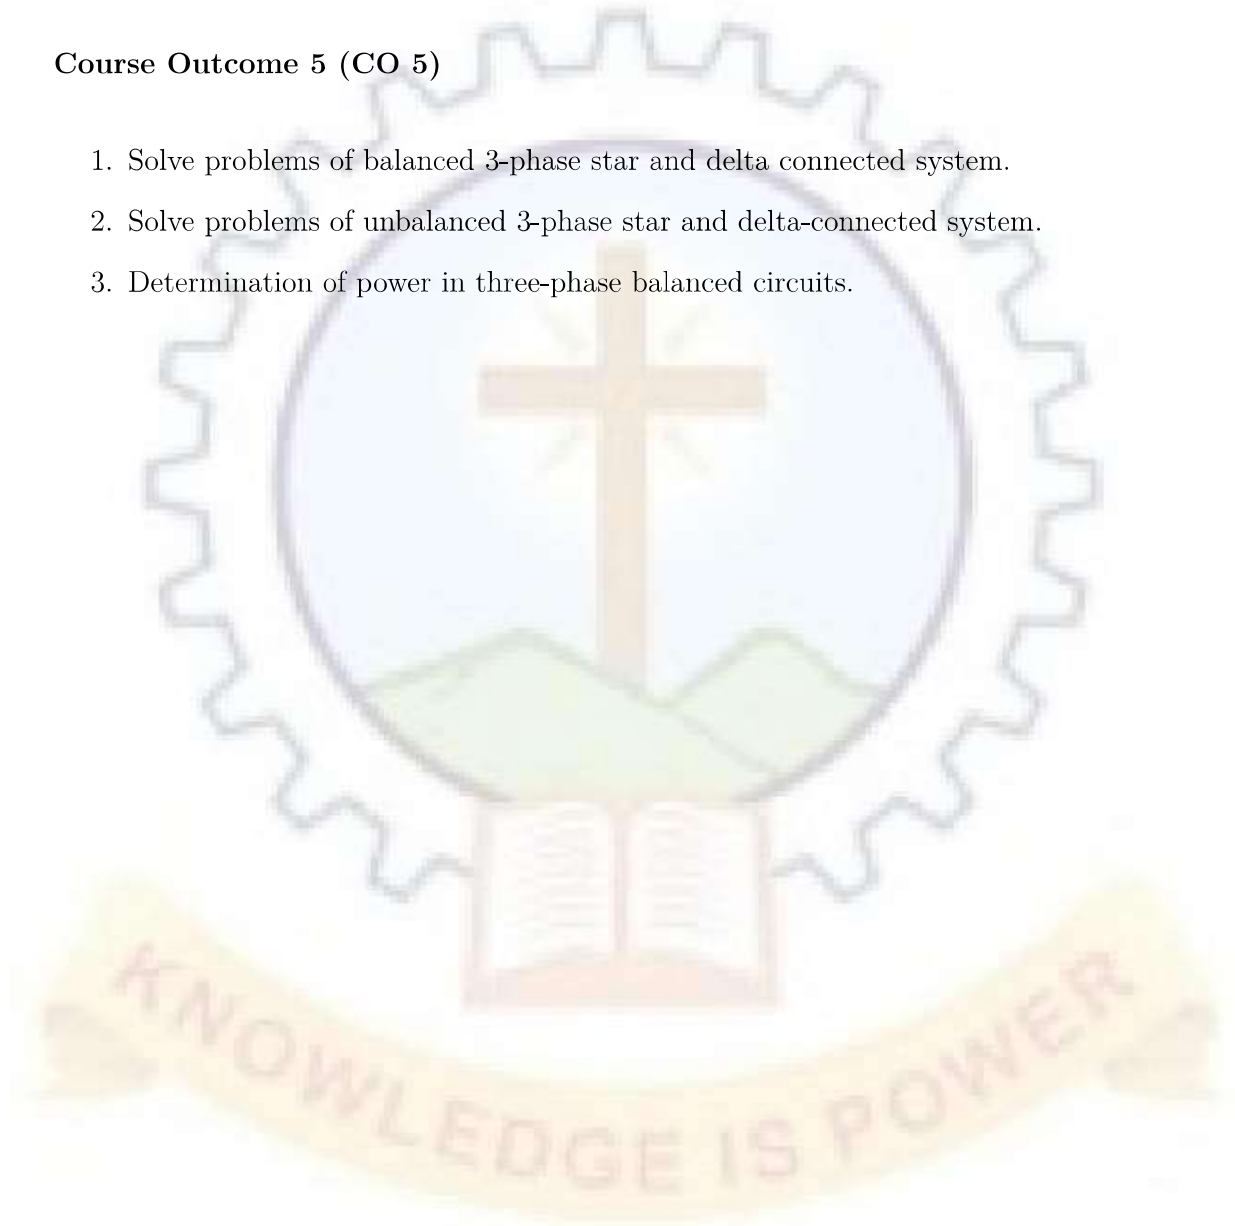 Course Outcome 5 (CO 5)
1. Solve problems of balanced 3-phase star and delta connected system.
2. Solve problems of unbalanced 3-phase star and delta-connected system.
3. Determination of power in three-phase balanced circuits.
KNOWLEDGE IS POWER